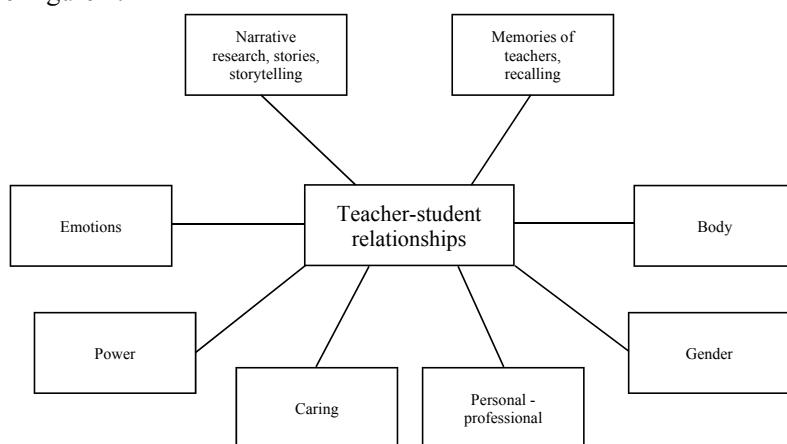 Narrative
research, stories,
storytelling
Memories of
teachers,
recalling
Teacher-student
relationships
Emotions
Body
Power
Gender
Caring
Personal -
professional